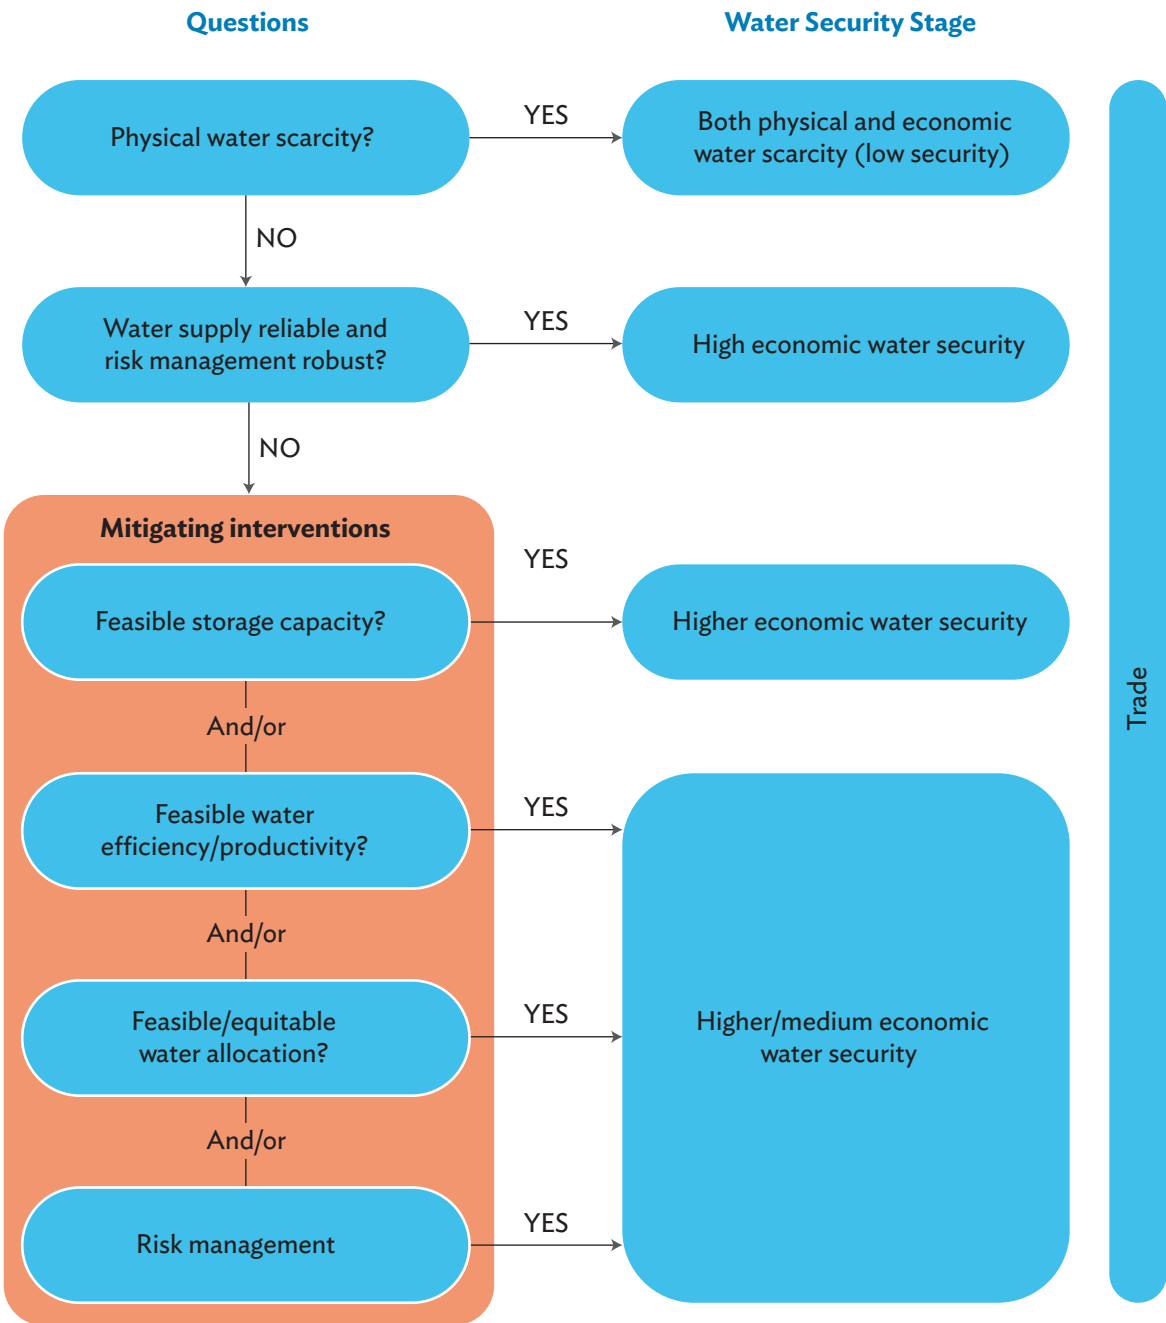 Questions
Water Security Stage
Physical water scarcity?
YES
Both physical and economic
water scarcity (low security)
NO
Water supply reliable and
risk management robust?
YES
High economic water security
NO
Mitigating interventions
Feasible storage capacity?
YES
Higher economic water security
And/or
Feasible water
efficiency/productivity?
YES
And/or
Feasible/equitable
water allocation?
YES
Higher/medium economic
water security
And/or
Risk management
YES
Trade